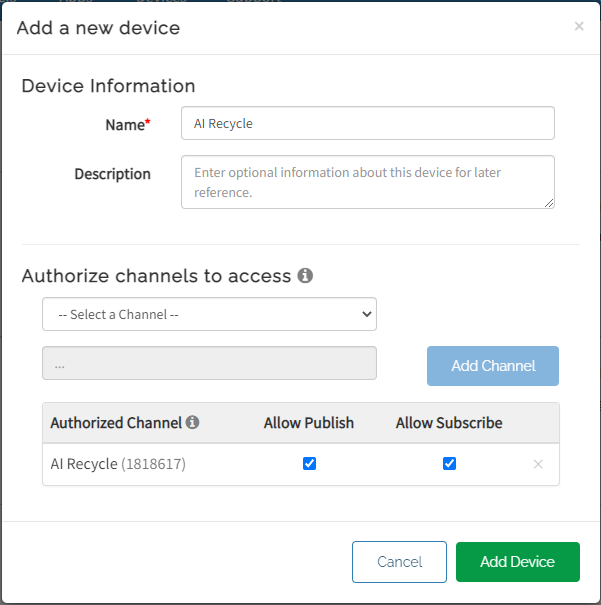 Add a new device
×
Device Information
Name*
AI Recycle
Description
Enter optional information about this device for later
reference.
Authorize channels to access
-- Select a Channel --
...
Add Channel
Authorized Channel Allow Publish Allow Subscribe
AI Recycle (1818617) ×
Cancel Add Device